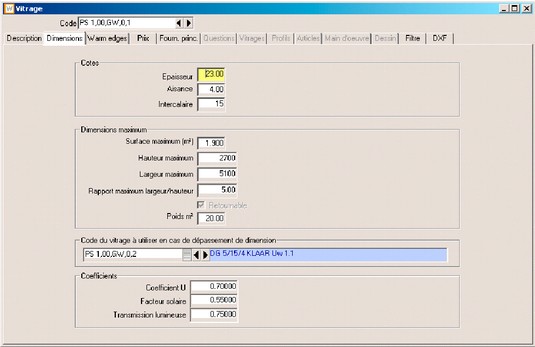 Vitrage
Code PS 1,00,GW,0,1
Description Dimensions Warm edges Prix Fourn. princ. Questions Vitrages Profils Articles Main d'oeuvre Dessin Filtre DXF
Cotes
Epaisseur 23.00
Aisance 4.00
Intercalaire 15
Dimensions maximum
Surface maximum (m²) 1.900
Hauteur maximum 2700
Largeur maximum 5100
Rapport maximum largeur/hauteur 5.00
Retournable
Poids m² 20.00
Code du vitrage à utiliser en cas de dépassement de dimension
PS 1,00,GW,0,2 DG 5/15/4 KLAAR Uw 1.1
Coefficients
Coefficient U 0.70000
Facteur solaire 0.55000
Transmission lumineuse 0.75000